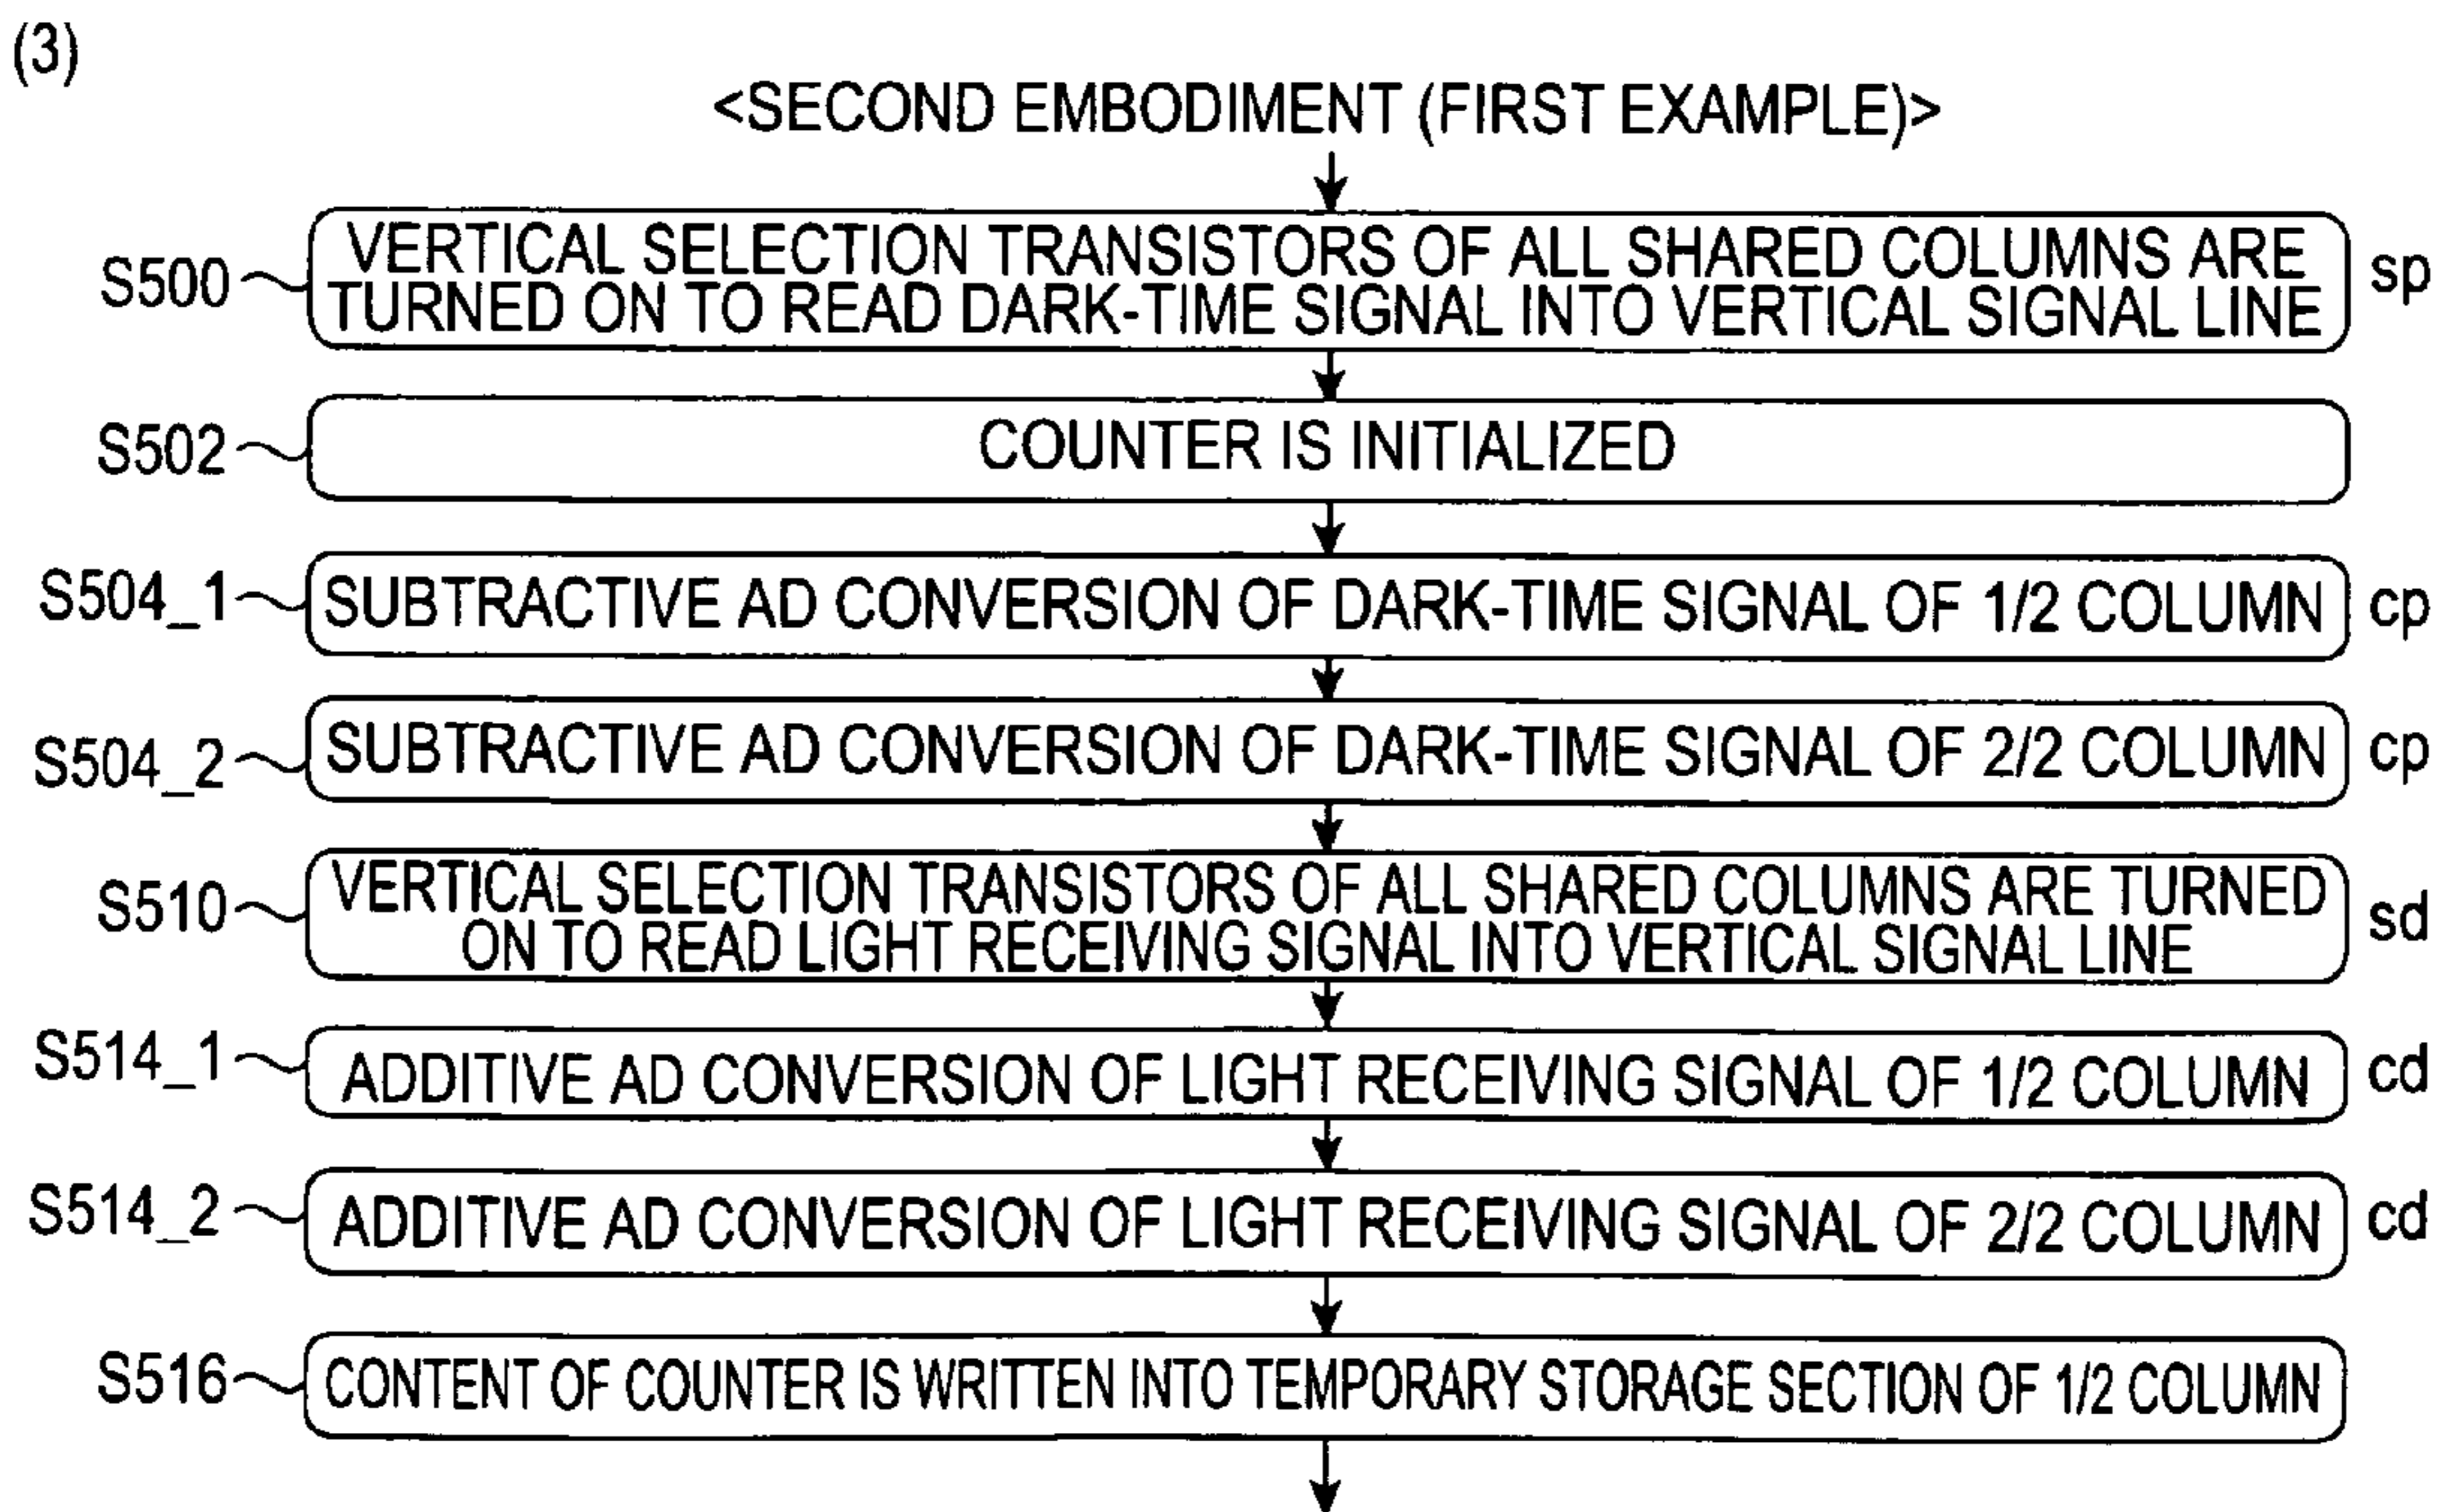 (3)
<SECOND EMBODIMENT (FIRST EXAMPLE)>
S500
VERTICAL SELECTION TRANSISTORS OF ALL SHARED COLUMNS ARE
TURNED ON TO READ DARK-TIME SIGNAL INTO VERTICAL SIGNAL LINE
sp
S502
COUNTER IS INITIALIZED
S504_1
SUBTRACTIVE AD CONVERSION OF DARK-TIME SIGNAL OF 1/2 COLUMN
cp
S504_2
SUBTRACTIVE AD CONVERSION OF DARK-TIME SIGNAL OF 2/2 COLUMN
cp
S510
VERTICAL SELECTION TRANSISTORS OF ALL SHARED COLUMNS ARE TURNED
ON TO READ LIGHT RECEIVING SIGNAL INTO VERTICAL SIGNAL LINE
sd
S514_1
ADDITIVE AD CONVERSION OF LIGHT RECEIVING SIGNAL OF 1/2 COLUMN
cd
S514_2
ADDITIVE AD CONVERSION OF LIGHT RECEIVING SIGNAL OF 2/2 COLUMN
cd
S516
CONTENT OF COUNTER IS WRITTEN INTO TEMPORARY STORAGE SECTION OF 1/2 COLUMN